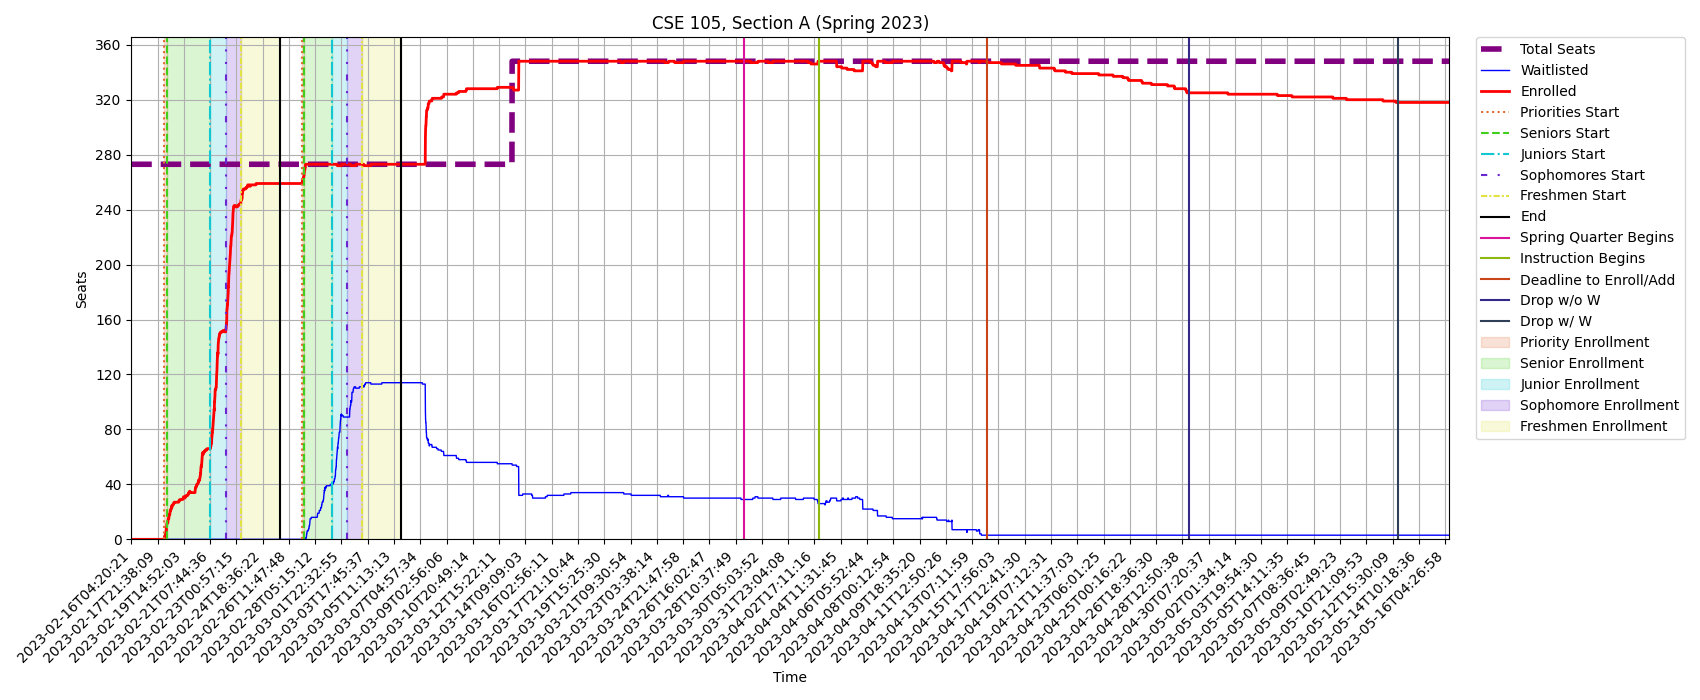 CSE 105, Section A (Spring 2023)
Seats
360
320
280
240
200
160
120
80
40
0
2023-02-16T04:20:21
2023-02-17T21:38:09
2023-02-19T14:52:03
2023-02-21T07:44:36
2023-02-23T00:57:15
2023-02-24T18:36:22
2023-02-26T11:47:48
2023-02-28T05:15:12
2023-03-01T22:32:55
2023-03-03T17:45:37
2023-03-05T11:13:13
2023-03-07T04:57:34
2023-03-09T02:56:06
2023-03-10T20:49:14
2023-03-12T15:22:11
2023-03-14T09:09:03
2023-03-16T02:56:11
2023-03-17T21:10:44
2023-03-19T15:25:30
2023-03-21T09:30:54
2023-03-23T03:38:14
2023-03-24T21:47:58
2023-03-26T16:02:47
2023-03-28T10:37:49
2023-03-30T05:03:52
2023-03-31T23:04:08
2023-04-02T17:11:16
2023-04-04T11:31:45
2023-04-06T05:52:44
2023-04-08T00:12:54
2023-04-09T18:35:20
2023-04-11T12:50:26
2023-04-13T07:11:59
2023-04-15T17:56:03
2023-04-17T12:41:30
2023-04-19T07:12:31
2023-04-21T11:37:03
2023-04-23T06:01:25
2023-04-25T00:16:22
2023-04-26T18:36:30
2023-04-28T12:50:38
2023-04-30T07:20:37
2023-05-02T01:34:14
2023-05-03T19:54:30
2023-05-05T14:11:35
2023-05-07T08:36:45
2023-05-09T02:49:23
2023-05-10T21:09:53
2023-05-12T15:30:09
2023-05-14T10:18:36
2023-05-16T04:26:58
Time
Total Seats
Waitlisted
Enrolled
Priorities Start
Seniors Start
Juniors Start
Sophomores Start
Freshmen Start
End
Spring Quarter Begins
Instruction Begins
Deadline to Enroll/Add
Drop w/o W
Drop w/ W
Priority Enrollment
Senior Enrollment
Junior Enrollment
Sophomore Enrollment
Freshmen Enrollment